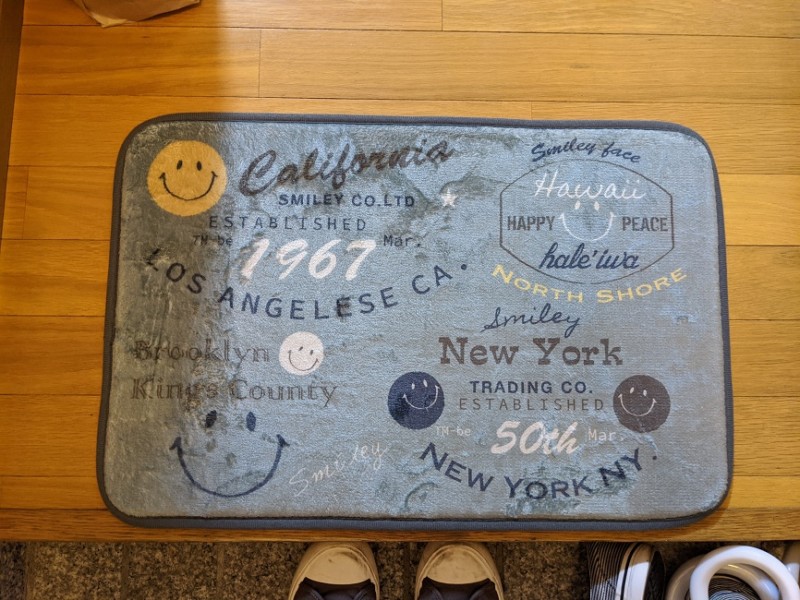 California
SMILEY CO.LTD
ESTABLISHED
TM-be 1967 Mar.
LOS ANGELESE CA.
Smiley face
Hawaii
HAPPY PEACE
hale'iwa
NORTH SHORE
Brooklyn
Kings County
Smiley
Smiley
New York
TRADING CO.
ESTABLISHED
TM-be 50th Mar.
NEW YORK NY.